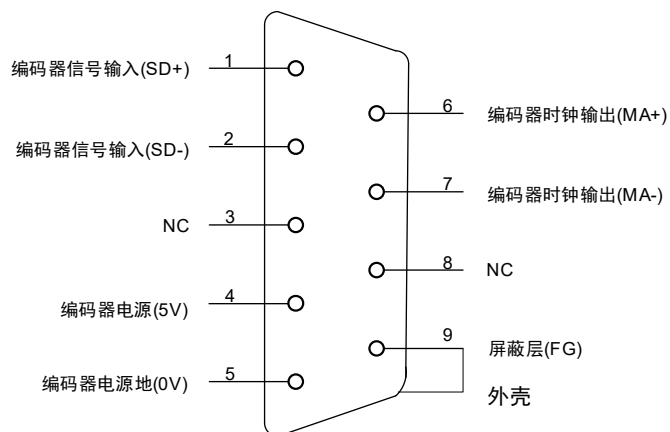 编码器信号输入(SD+) 1
6 编码器时钟输出(MA+)
编码器信号输入(SD-) 2
7 编码器时钟输出(MA-)
NC 3
8 NC
编码器电源(5V) 4
9 屏蔽层(FG)
编码器电源地(0V) 5
外壳